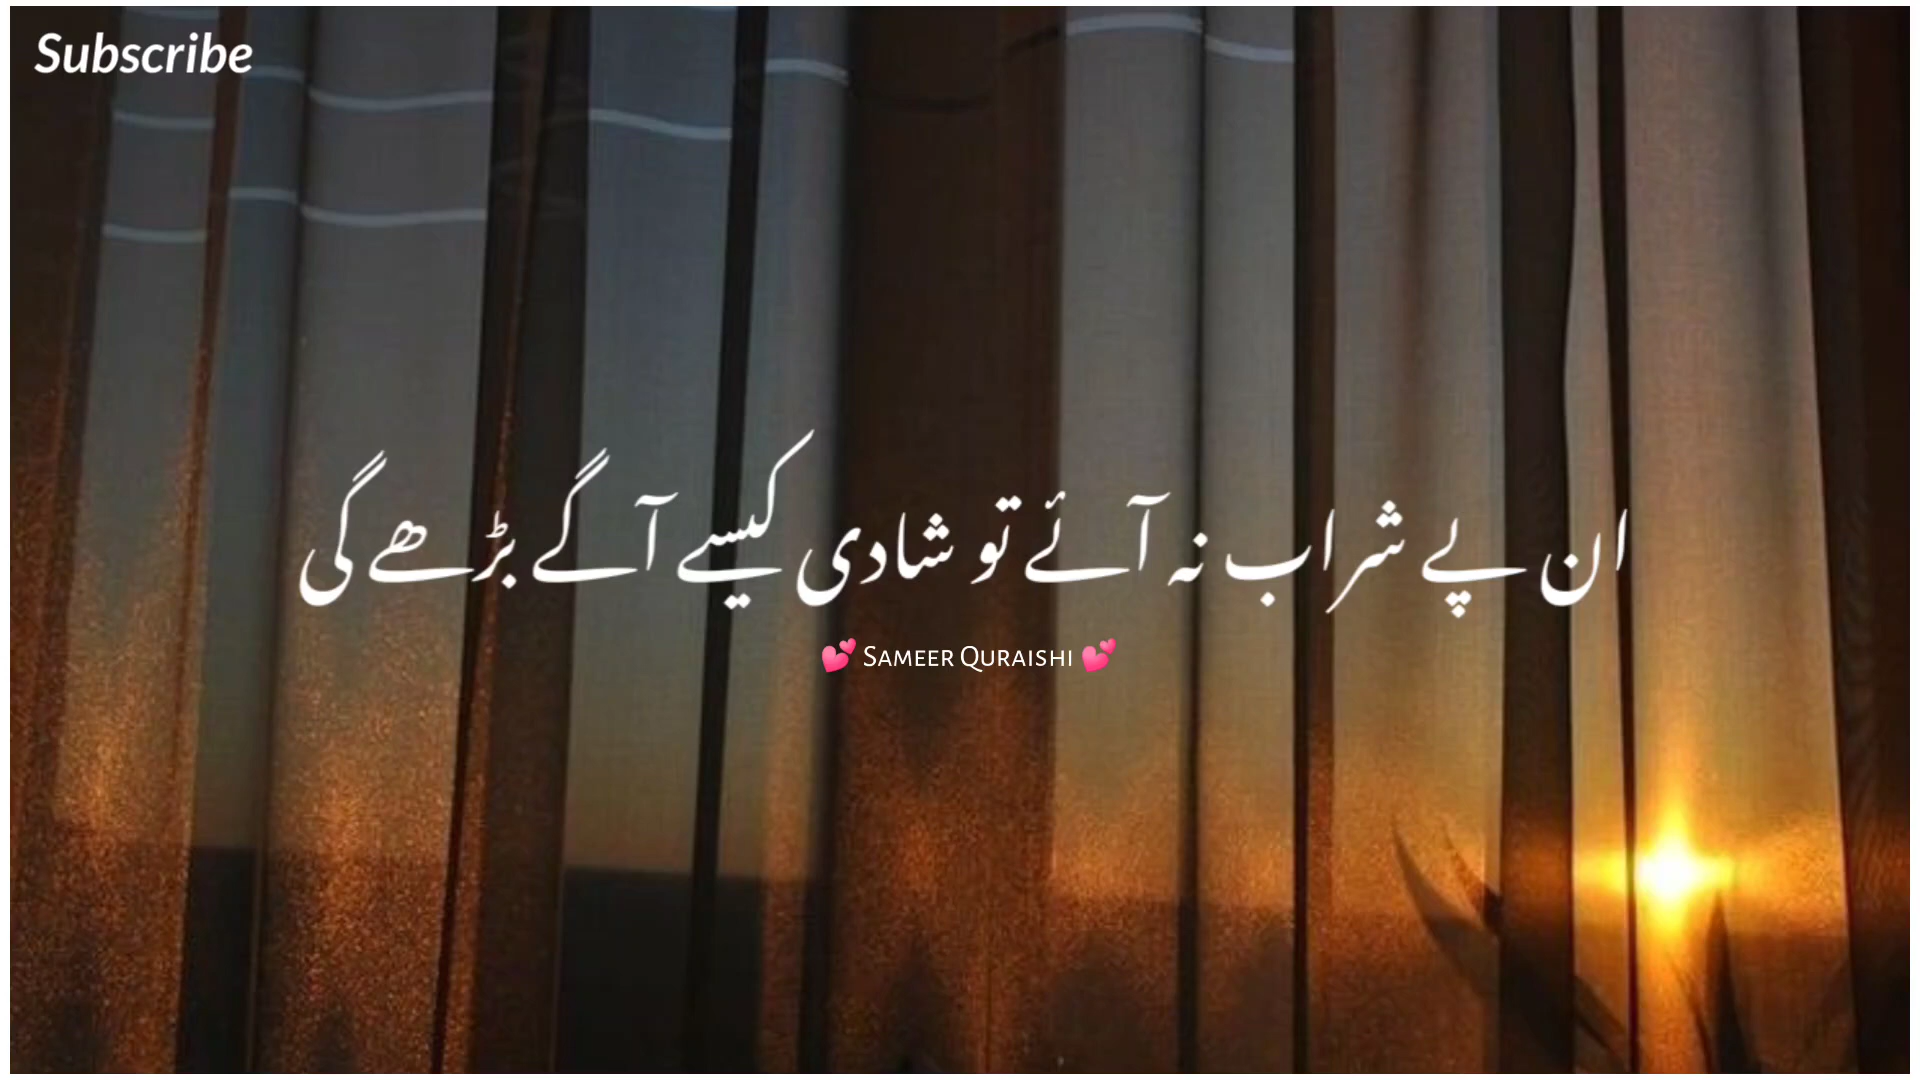 Subscribe
ان پے شراب نہ آئے تو شادی کیسے آگے بڑھے گی
💕 Sameer Quraishi 💕